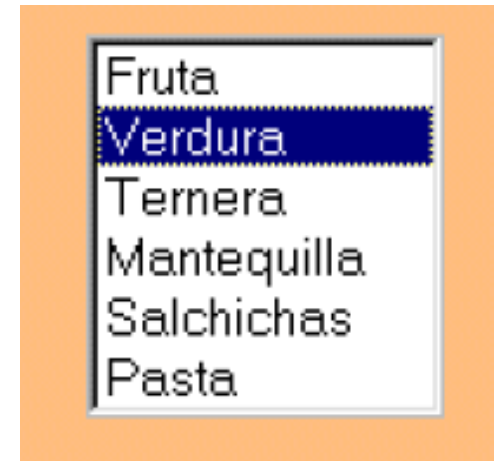 Fruta
Verdura
Ternera
Mantequilla
Salchichas
Pasta